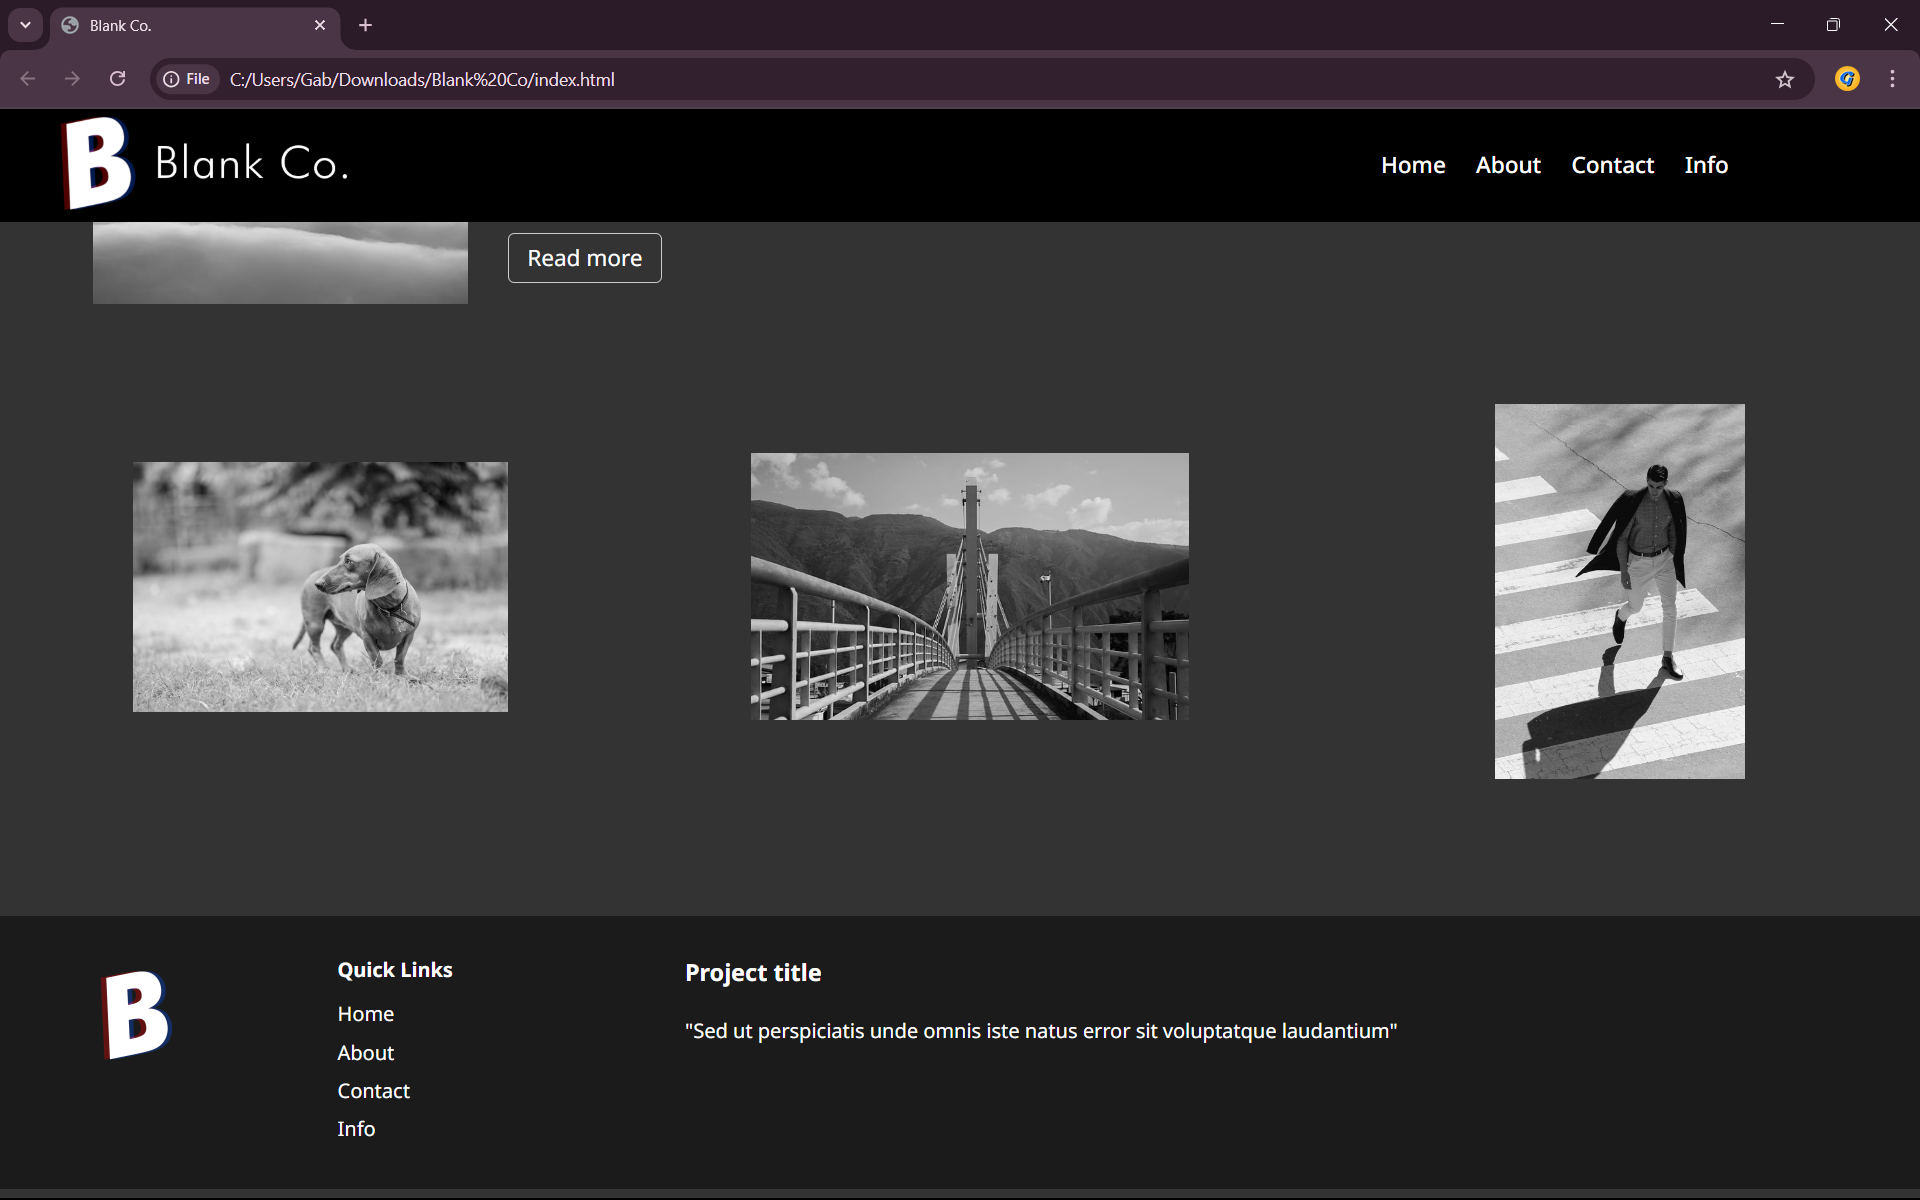 Blank Co.
File
C:/Users/Gab/Downloads/Blank%20Co/index.html
G
B
Blank Co.
Home
About
Contact
Info
Read more
B
Quick Links
Home
About
Contact
Info
Project title
"Sed ut perspiciatis unde omnis iste natus error sit voluptatque laudantium"